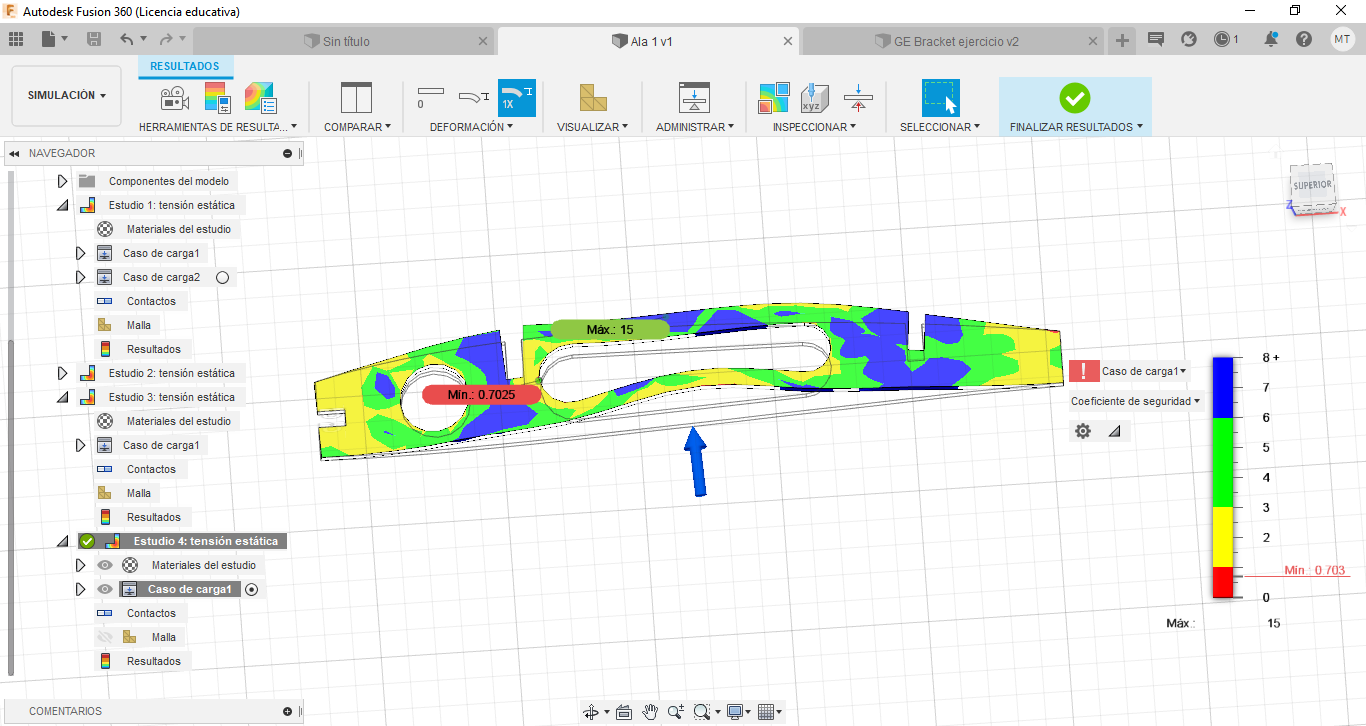 Autodesk Fusion 360 (Licencia educativa)
Sin título
Ala 1 v1
GE Bracket ejercicio v2
1
MT
RESULTADOS
SIMULACIÓN
HERRAMIENTAS DE RESULTA...
COMPARAR
DEFORMACIÓN
VISUALIZAR
ADMINISTRAR
INSPECCIONAR
SELECCIONAR
FINALIZAR RESULTADOS
0
1X
xyz
NAVEGADOR
Componentes del modelo
Estudio 1: tensión estática
Materiales del estudio
Caso de carga1
Caso de carga2
Contactos
Malla
Resultados
Estudio 2: tensión estática
Estudio 3: tensión estática
Materiales del estudio
Caso de carga1
Contactos
Malla
Resultados
Estudio 4: tensión estática
Materiales del estudio
Caso de carga1
Contactos
Malla
Resultados
COMENTARIOS
SUPERIOR
Z
X
Máx.: 15
Mín.: 0.7025
Caso de carga1
Coeficiente de seguridad
8 +
7
6
5
4
3
2
Mín.: 0.703
0
Máx.: 15